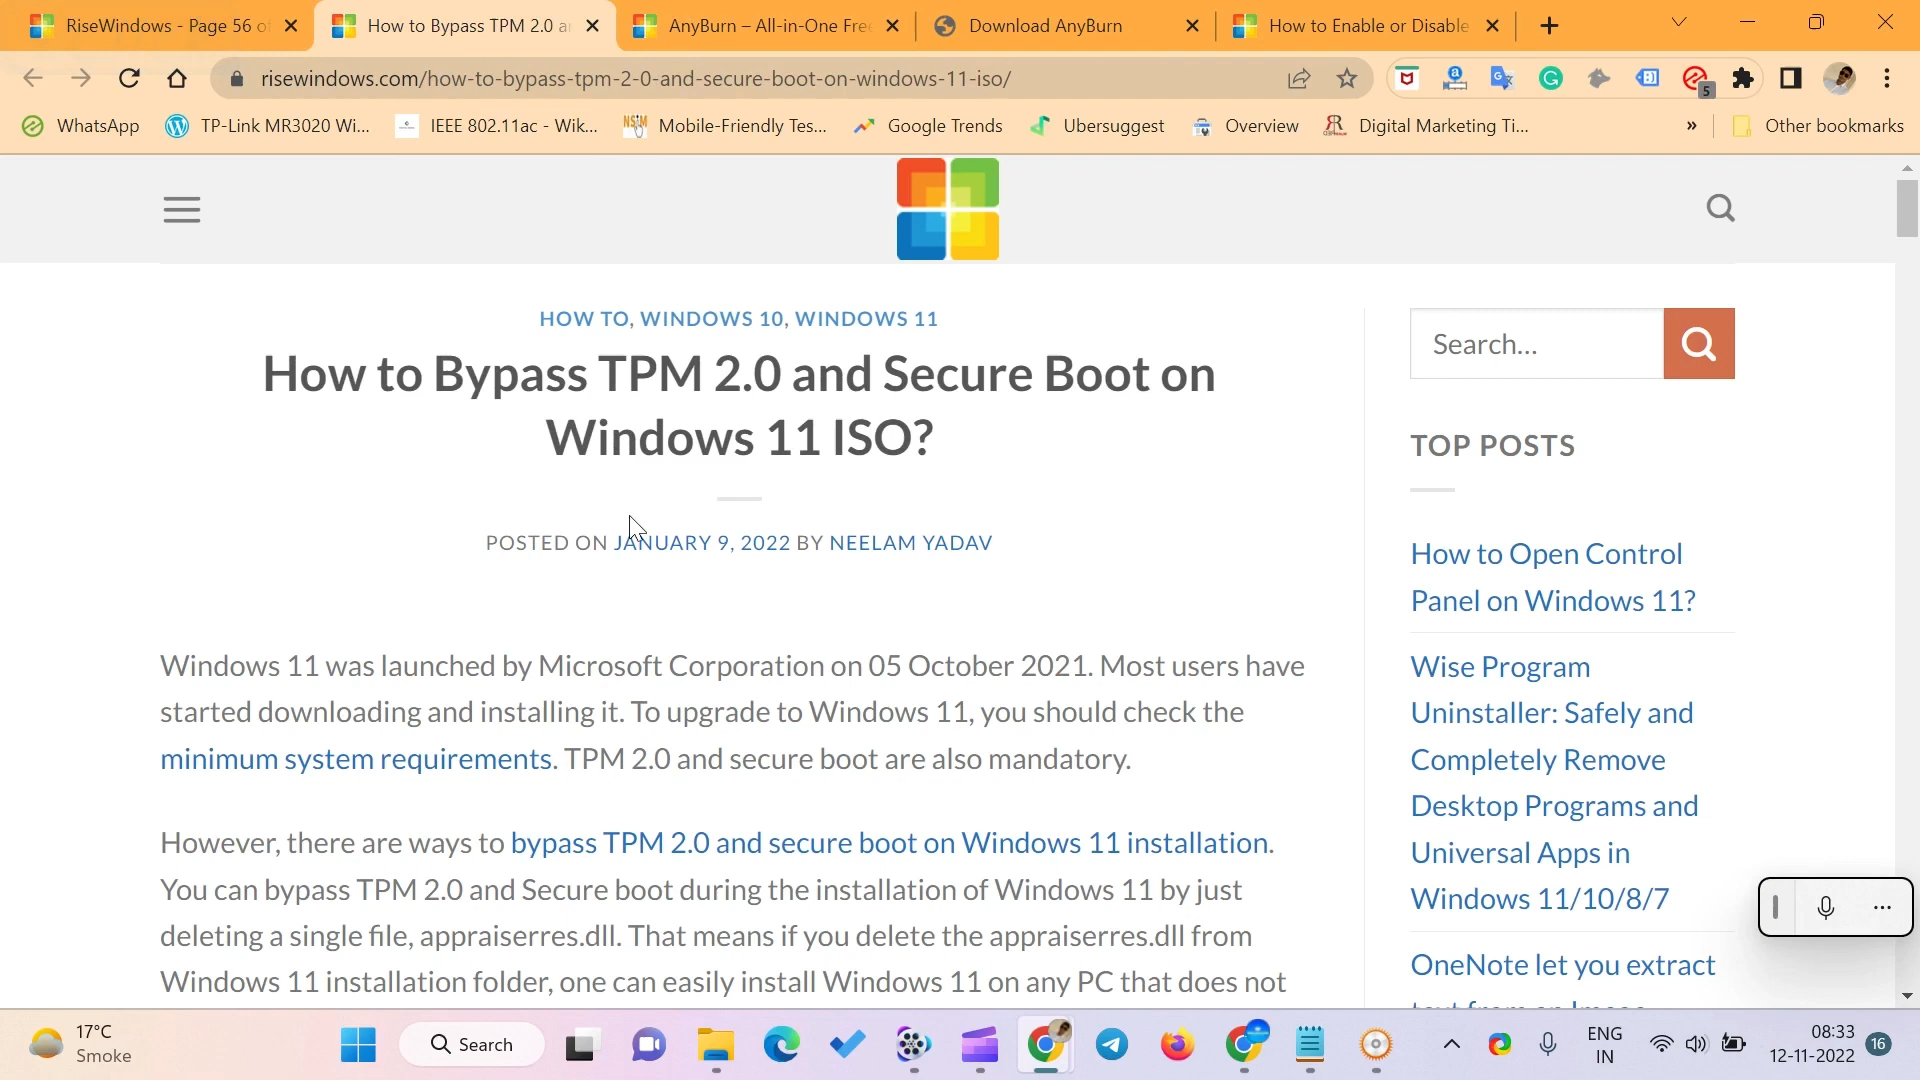 RiseWindows - Page 56 o
How to Bypass TPM 2.0 a
AnyBurn – All-in-One Fre
Download AnyBurn
How to Enable or Disable
risewindows.com/how-to-bypass-tpm-2-0-and-secure-boot-on-windows-11-iso/
5
WhatsApp
TP-Link MR3020 Wi...
IEEE 802.11ac - Wik...
Mobile-Friendly Tes...
Google Trends
Ubersuggest
Overview
Digital Marketing Ti...
»
Other bookmarks
HOW TO, WINDOWS 10, WINDOWS 11
How to Bypass TPM 2.0 and Secure Boot on
Windows 11 ISO?
POSTED ON JANUARY 9, 2022 BY NEELAM YADAV
Windows 11 was launched by Microsoft Corporation on 05 October 2021. Most users have
started downloading and installing it. To upgrade to Windows 11, you should check the
minimum system requirements. TPM 2.0 and secure boot are also mandatory.
However, there are ways to bypass TPM 2.0 and secure boot on Windows 11 installation.
You can bypass TPM 2.0 and Secure boot during the installation of Windows 11 by just
deleting a single file, appraiserres.dll. That means if you delete the appraiserres.dll from
Windows 11 installation folder, one can easily install Windows 11 on any PC that does not
Search...
TOP POSTS
How to Open Control
Panel on Windows 11?
Wise Program
Uninstaller: Safely and
Completely Remove
Desktop Programs and
Universal Apps in
Windows 11/10/8/7
OneNote let you extract
17°C
Smoke
Search
ENG
IN
08:33
12-11-2022
16